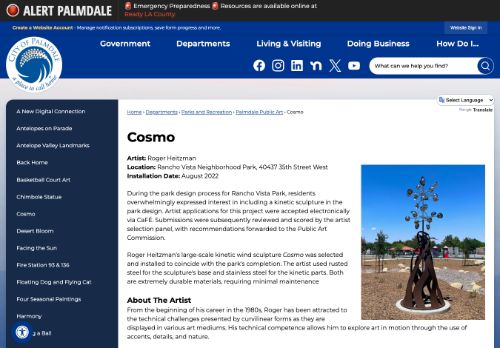 ALERT PALMDALE
🚨 Emergency Preparedness 🚨 Resources are available online at
Ready LA County.
Create a Website Account - Manage notification subscriptions, save form progress and more.
Website Sign In
CITY OF PALMDALE
a place to call home
Government
Departments
Living & Visiting
Doing Business
How Do I...
What can we help you find?
Select Language
Google Translate
A New Digital Connection
Antelopes on Parade
Antelope Valley Landmarks
Back Home
Basketball Court Art
Chimbole Statue
Cosmo
Desert Bloom
Facing the Sun
Fire Station 93 & 136
Floating Dog and Flying Cat
Four Seasonal Paintings
Harmony
g a Ball
Home › Departments › Parks and Recreation › Palmdale Public Art › Cosmo
Cosmo
Artist: Roger Heitzman
Location: Rancho Vista Neighborhood Park, 40437 35th Street West
Installation Date: August 2022
During the park design process for Rancho Vista Park, residents
overwhelmingly expressed interest in including a kinetic sculpture in the
park design. Artist applications for this project were accepted electronically
via CaFÉ. Submissions were subsequently reviewed and scored by the artist
selection panel, with recommendations forwarded to the Public Art
Commission.
Roger Heitzman's large-scale kinetic wind sculpture Cosmo was selected
and installed to coincide with the park's completion. The artist used rusted
steel for the sculpture's base and stainless steel for the kinetic parts. Both
are extremely durable materials, requiring minimal maintenance
About The Artist
From the beginning of his career in the 1980s, Roger has been attracted to
the technical challenges presented by curvilinear forms as they are
displayed in various art mediums. His technical competence allows him to explore art in motion through the use of
accents, details, and nature.